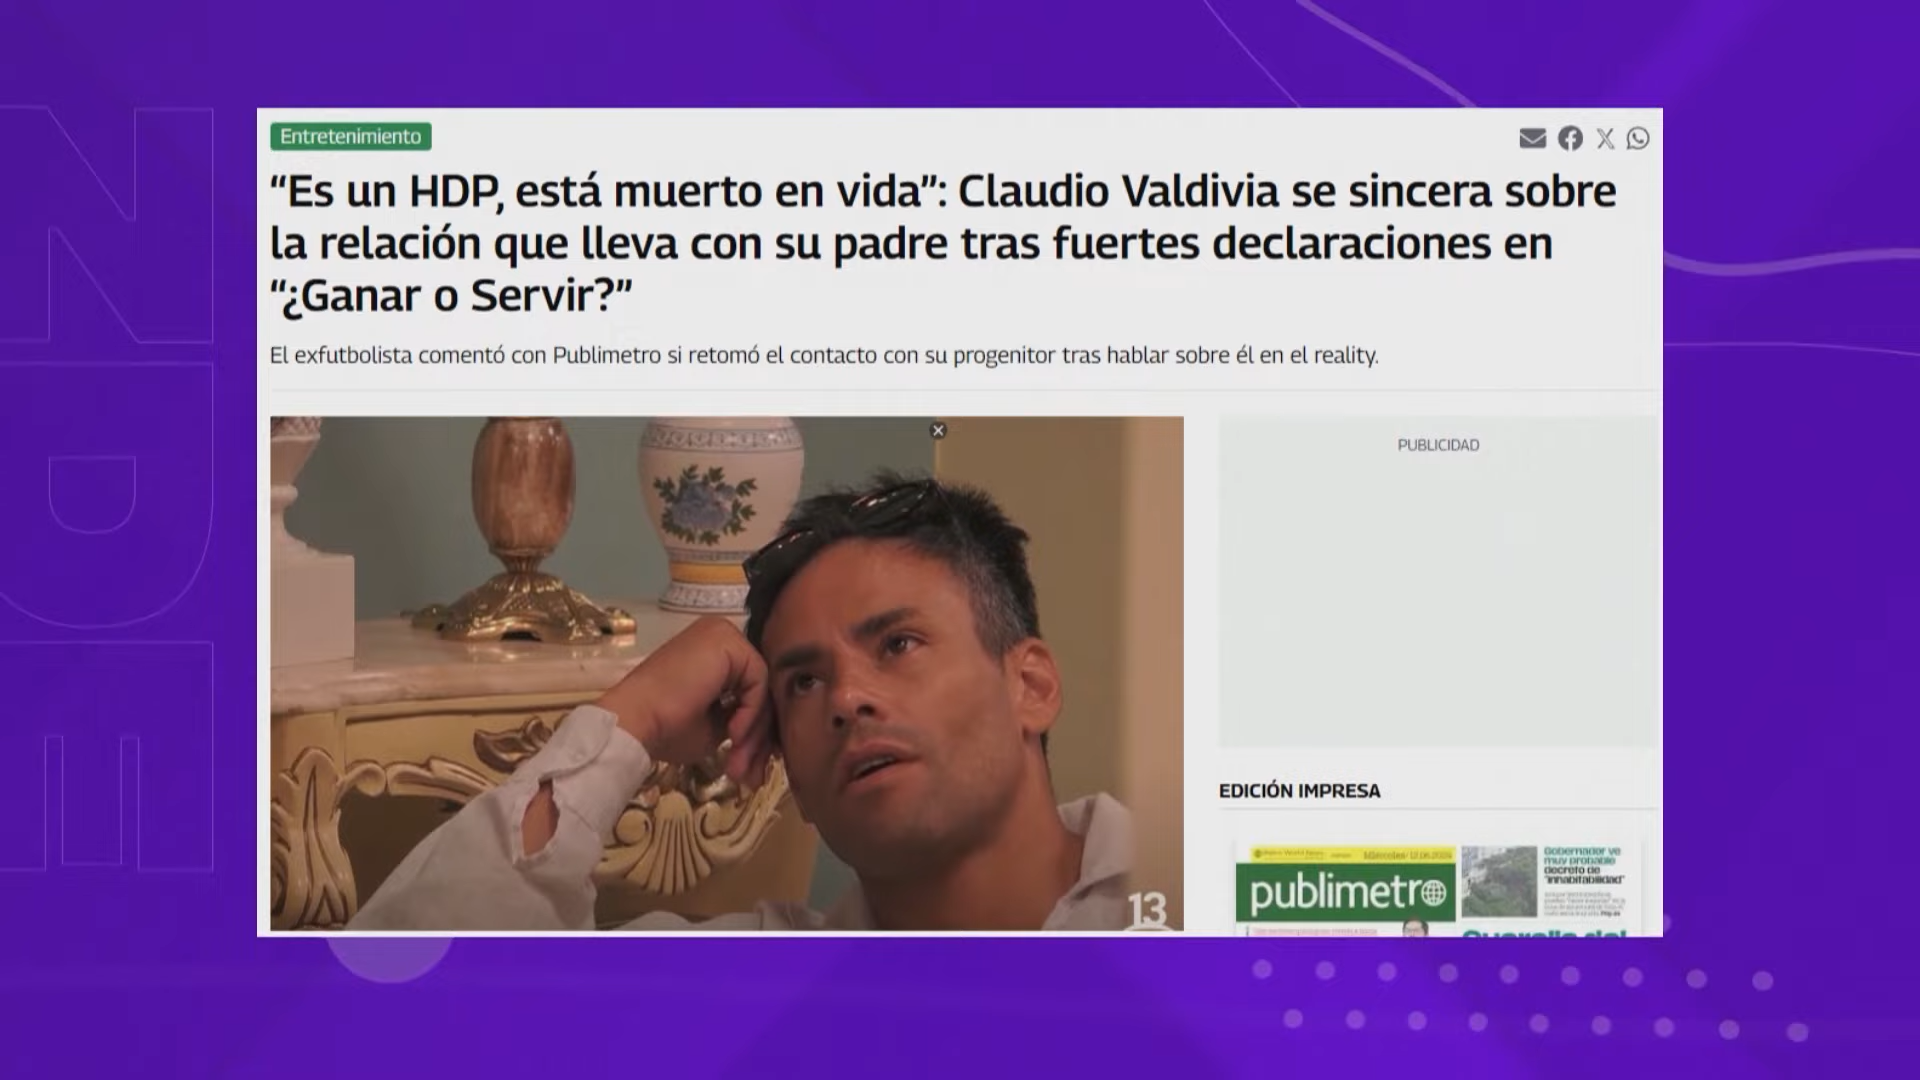 Entretenimiento
“Es un HDP, está muerto en vida”: Claudio Valdivia se sincera sobre
la relación que lleva con su padre tras fuertes declaraciones en
“¿Ganar o Servir?”
El exfutbolista comentó con Publimetro si retomó el contacto con su progenitor tras hablar sobre él en el reality.
PUBLICIDAD
13
EDICIÓN IMPRESA
publimetro
Gobernador ve
muy probable
decreto de
"inhabitabilidad"